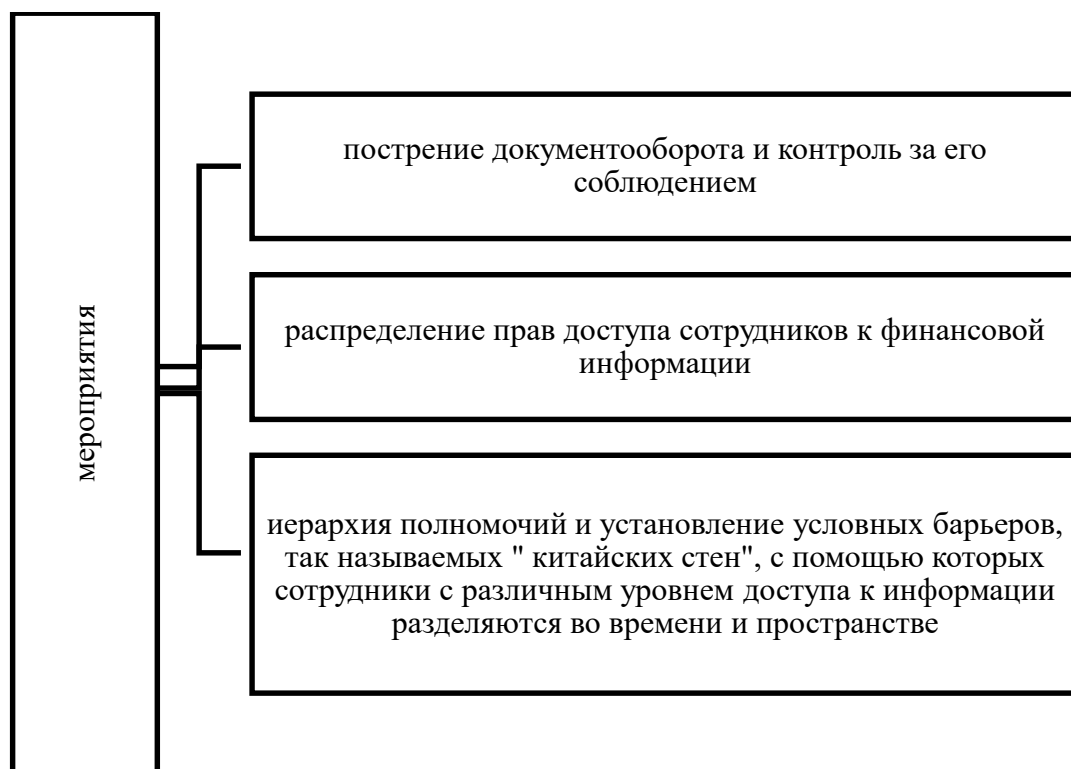 мероприятия
пострение документооборота и контроль за его
соблюдением
распределение прав доступа сотрудников к финансовой
информации
иерархия полномочий и установление условных барьеров,
так называемых " китайских стен", с помощью которых
сотрудники с различным уровнем доступа к информации
разделяются во времени и пространстве